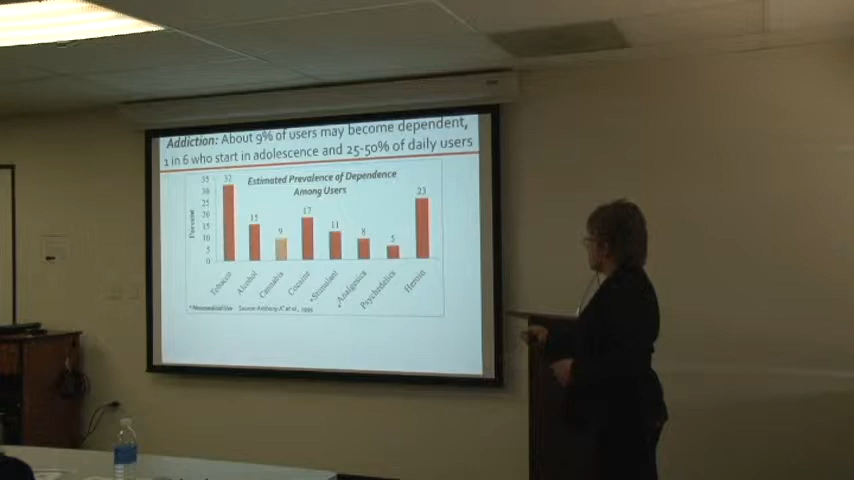 Addiction: About 9% of users may become dependent,
1 in 6 who start in adolescence and 25-50% of daily users
Estimated Prevalence of Dependence
Among Users
Percent
35
30
25
20
15
10
5
0
32
15
9
17
11
8
5
23
Tobacco
Alcohol
Cannabis
Cocaine
*Stimulant
*Analgesics
Psychedelics
Heroin
* Nonmedical Use Source: Anthony JC et al.,